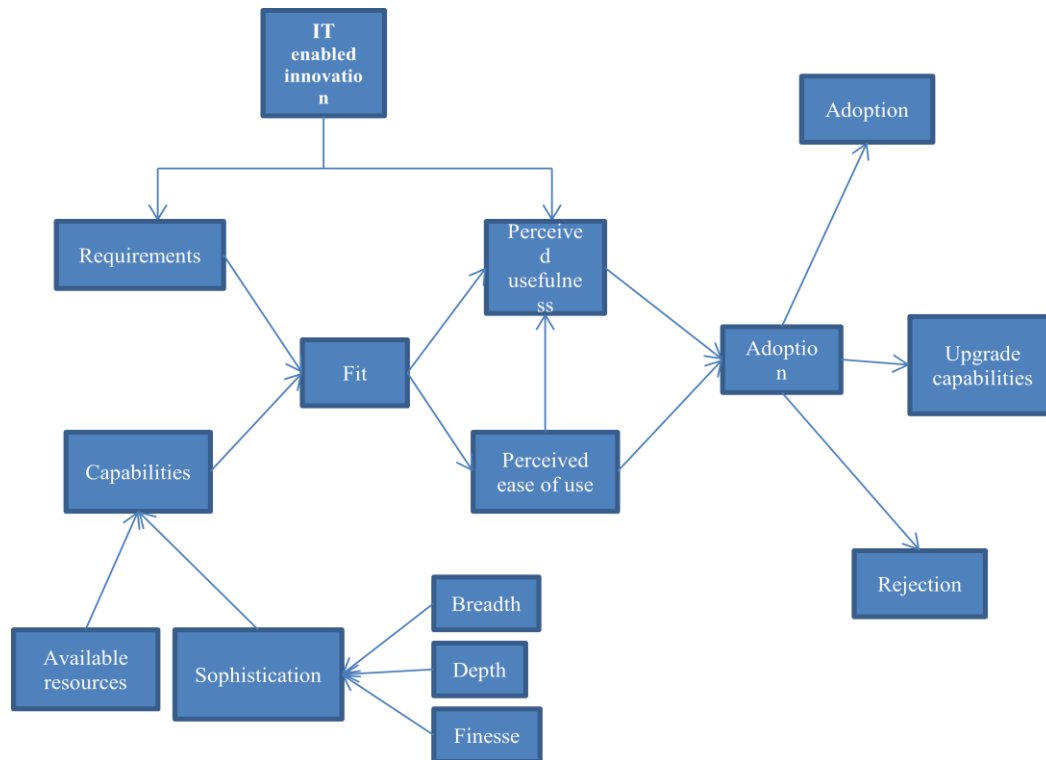 IT
enabled
innovatio
n
Adoption
Requirements
Perceive
d
usefulne
ss
Fit
Adoptio
n
Upgrade
capabilities
Capabilities
Perceived
ease of use
Rejection
Breadth
Available
resources
Sophistication
Depth
Finesse